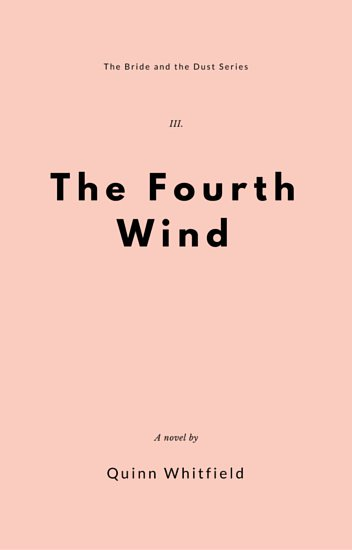 The Bride and the Dust Series
III.
The Fourth
Wind
A novel by
Quinn Whitfield